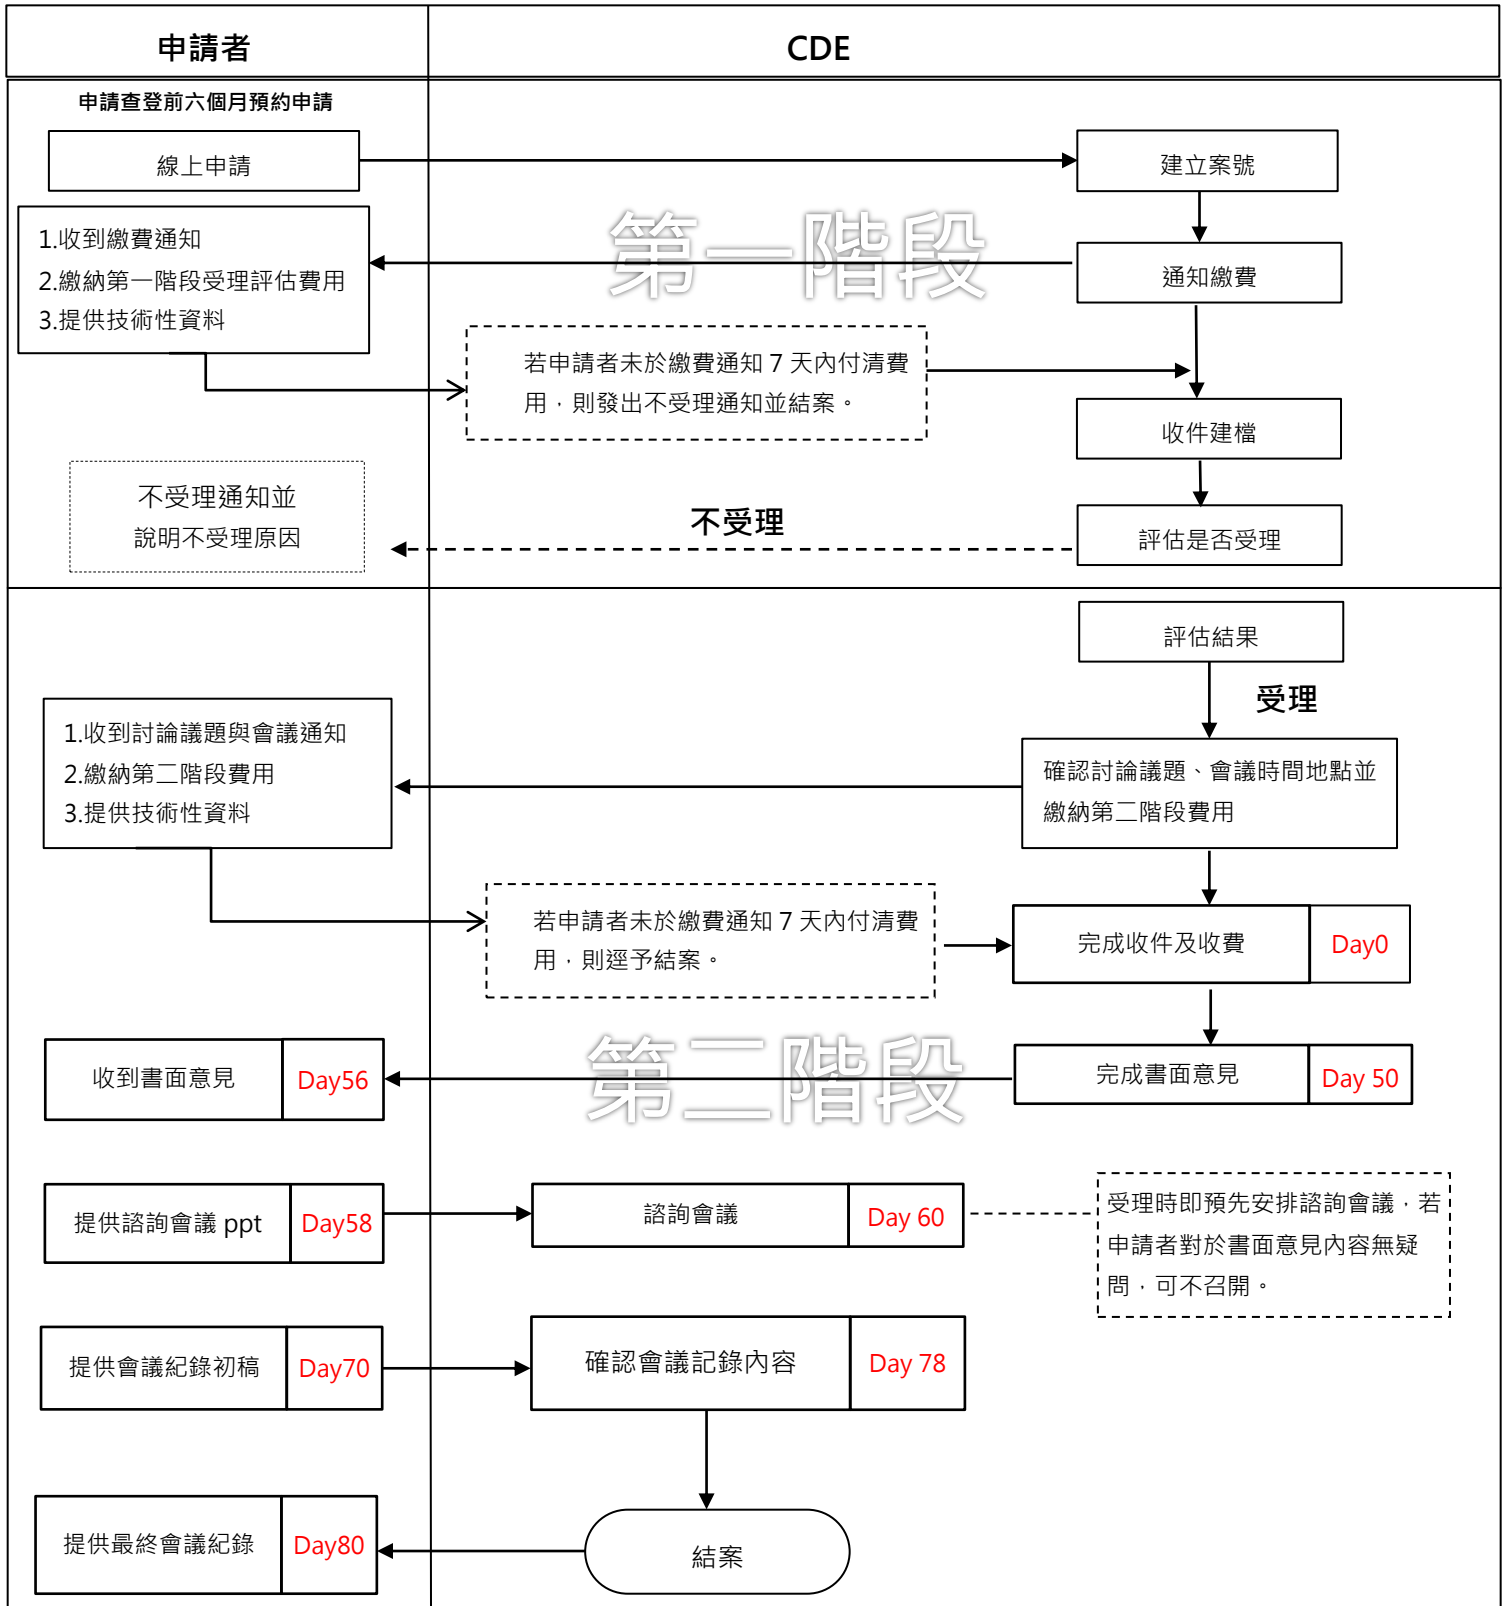 申請者
CDE
申請查登前六個月預約申請
線上申請
建立案號
第一階段
1.收到繳費通知
2.繳納第一階段受理評估費用
3.提供技術性資料
通知繳費
若申請者未於繳費通知 7 天內付清費
用，則發出不受理通知並結案。
收件建檔
不受理通知並
說明不受理原因
不受理
評估是否受理
評估結果
受理
1.收到討論議題與會議通知
2.繳納第二階段費用
3.提供技術性資料
確認討論議題、會議時間地點並
繳納第二階段費用
若申請者未於繳費通知 7 天內付清費
用，則逕予結案。
完成收件及收費
Day0
第二階段
收到書面意見
Day56
完成書面意見
Day 50
提供諮詢會議 ppt
Day58
諮詢會議
Day 60
受理時即預先安排諮詢會議，若
申請者對於書面意見內容無疑
問，可不召開。
提供會議紀錄初稿
Day70
確認會議記錄內容
Day 78
提供最終會議紀錄
Day80
結案